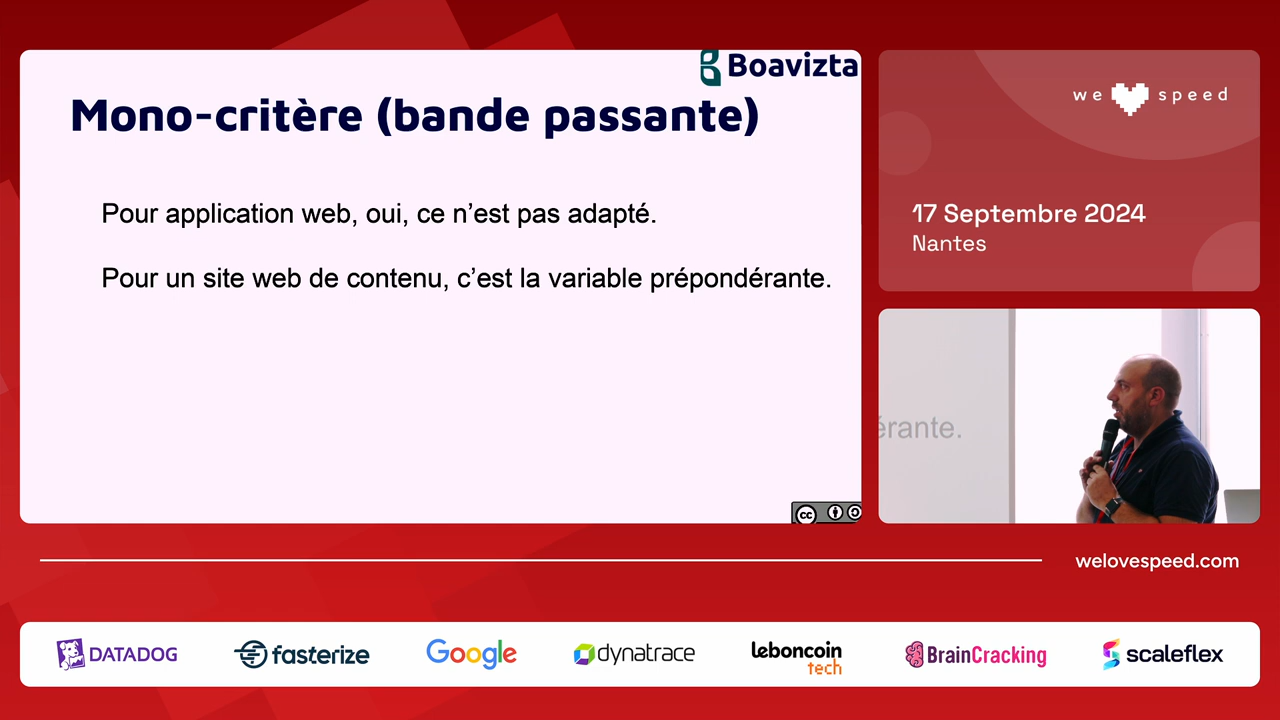 Boavizta
Mono-critère (bande passante)
Pour application web, oui, ce n’est pas adapté.
Pour un site web de contenu, c’est la variable prépondérante.
cc
we speed
17 Septembre 2024
Nantes
érante.
welovespeed.com
DATADOG
fasterize
Google
dynatrace
leboncoin
tech
BrainCracking
scaleflex